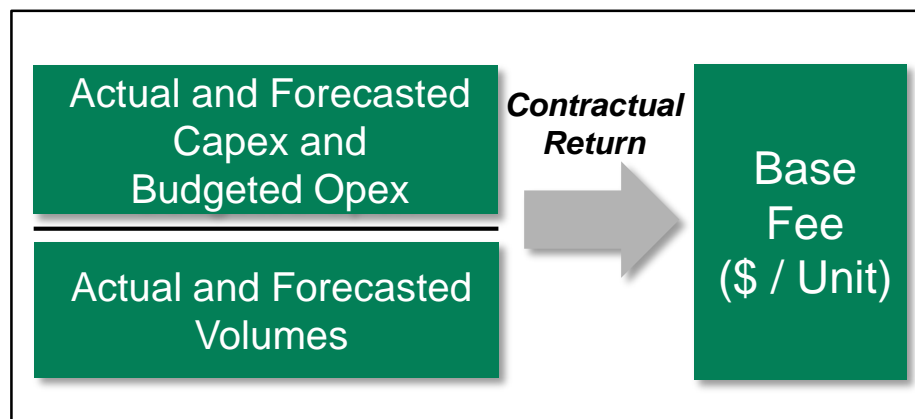 Actual and Forecasted
Capex and
Budgeted Opex
Actual and Forecasted
Volumes
Contractual
Return
Base
Fee
($ / Unit)